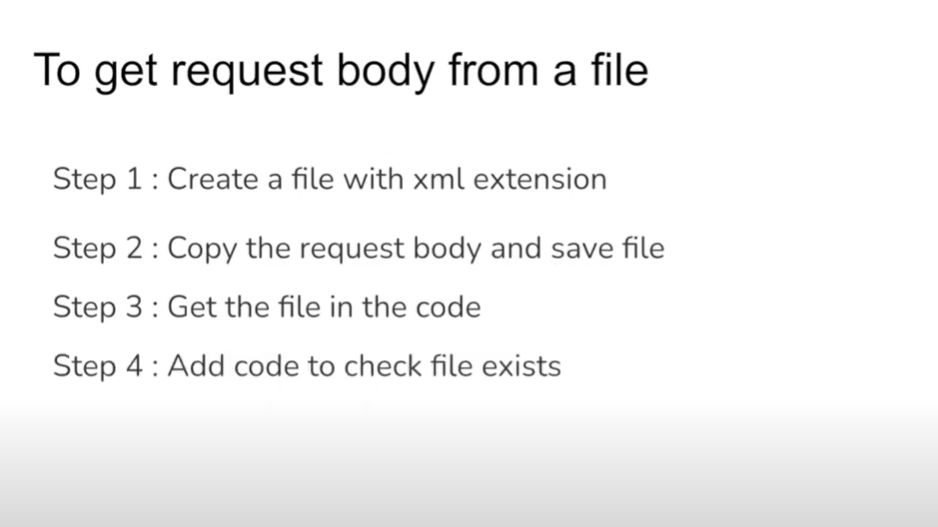 To get request body from a file
Step 1 : Create a file with xml extension
Step 2 : Copy the request body and save file
Step 3 : Get the file in the code
Step 4 : Add code to check file exists